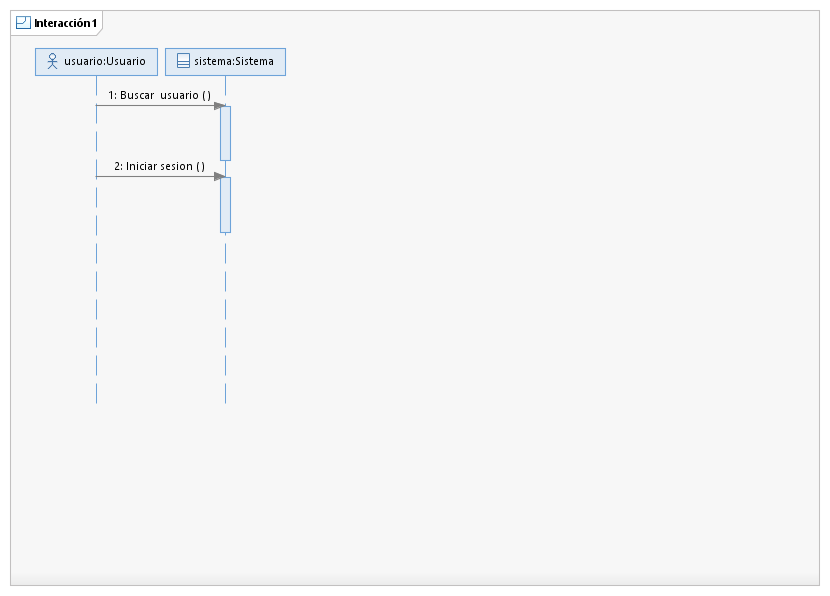 Interacción1
usuario:Usuario
sistema:Sistema
1: Buscar usuario ()
2: Iniciar sesion ()